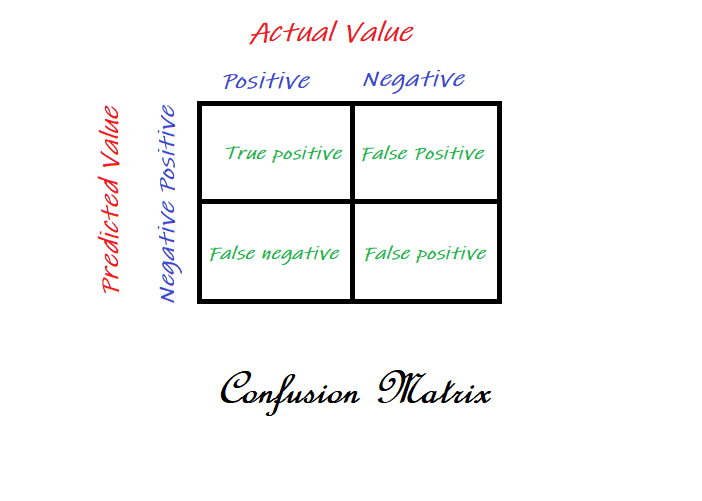 Actual Value
Positive Negative
Predicted Value
Negative Positive
True positive False Positive
False negative False positive
Confusion Matrix